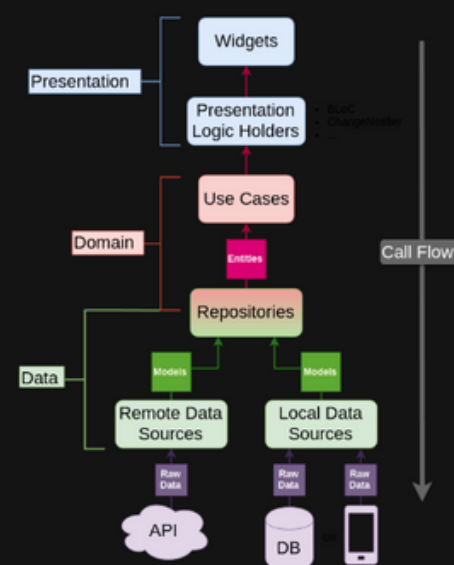 Widgets
Presentation
Presentation
Logic Holders
• BLoC
• ChangeNotifier
• ...
Use Cases
Domain
Entities
Call Flow
Repositories
Models
Models
Data
Remote Data
Sources
Local Data
Sources
Raw
Data
Raw
Data
Raw
Data
API
DB
OR